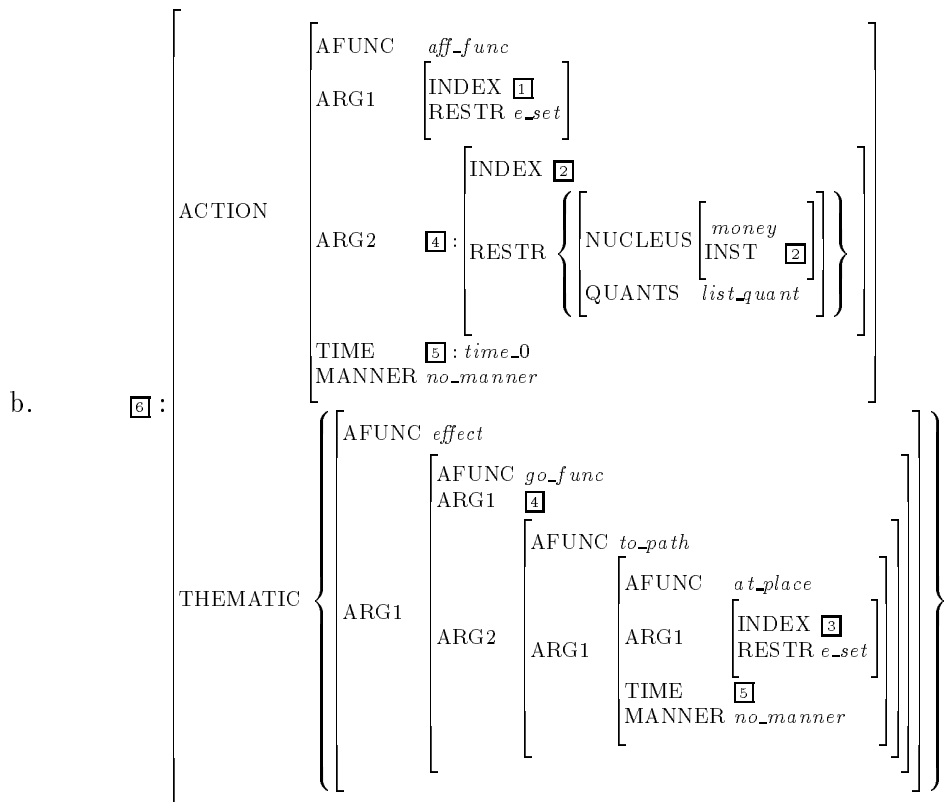 AFUNC aff_func
INDEX 1
ARG1
RESTR e_set
INDEX 2
money
NUCLEUS
INST 2
ACTION
ARG2 4 :
RESTR
QUANTS list_quant
TIME 5 : time_0
MANNER no_manner
b. 6 :
AFUNC effect
AFUNC go_func
ARG1 4
AFUNC to_path
AFUNC at_place
THEMATIC
ARG1
INDEX 3
ARG2
ARG1
ARG1
RESTR e_set
TIME 5
MANNER no_manner